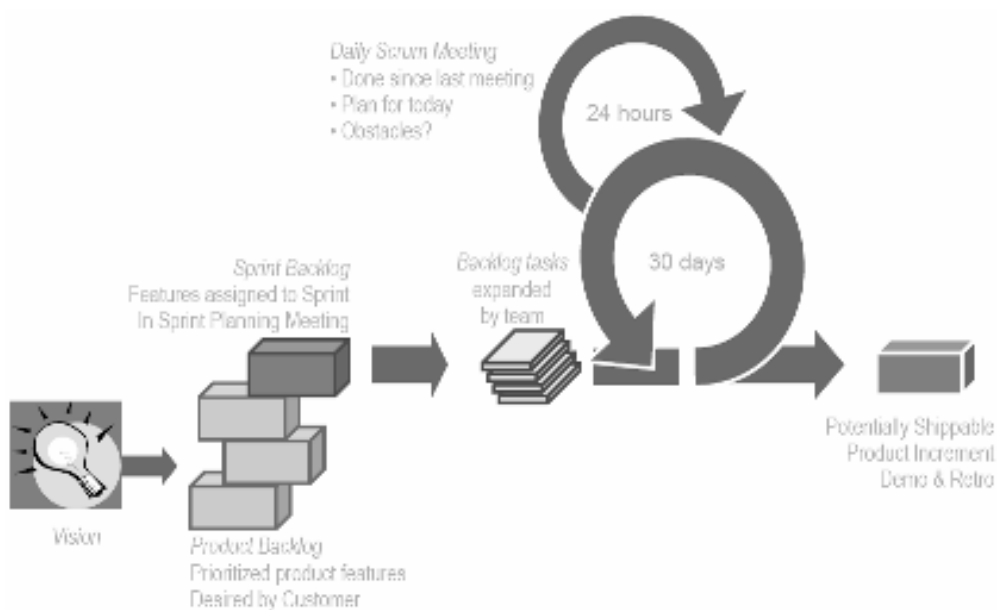 Daily Scrum Meeting
• Done since last meeting
• Plan for today
• Obstacles?
24 hours
30 days
Sprint Backlog
Features assigned to Sprint
In Sprint Planning Meeting
Backlog tasks
expanded
by team
Vision
Product Backlog
Prioritized product features
Desired by Customer
Potentially Shippable
Product Increment
Demo & Retro